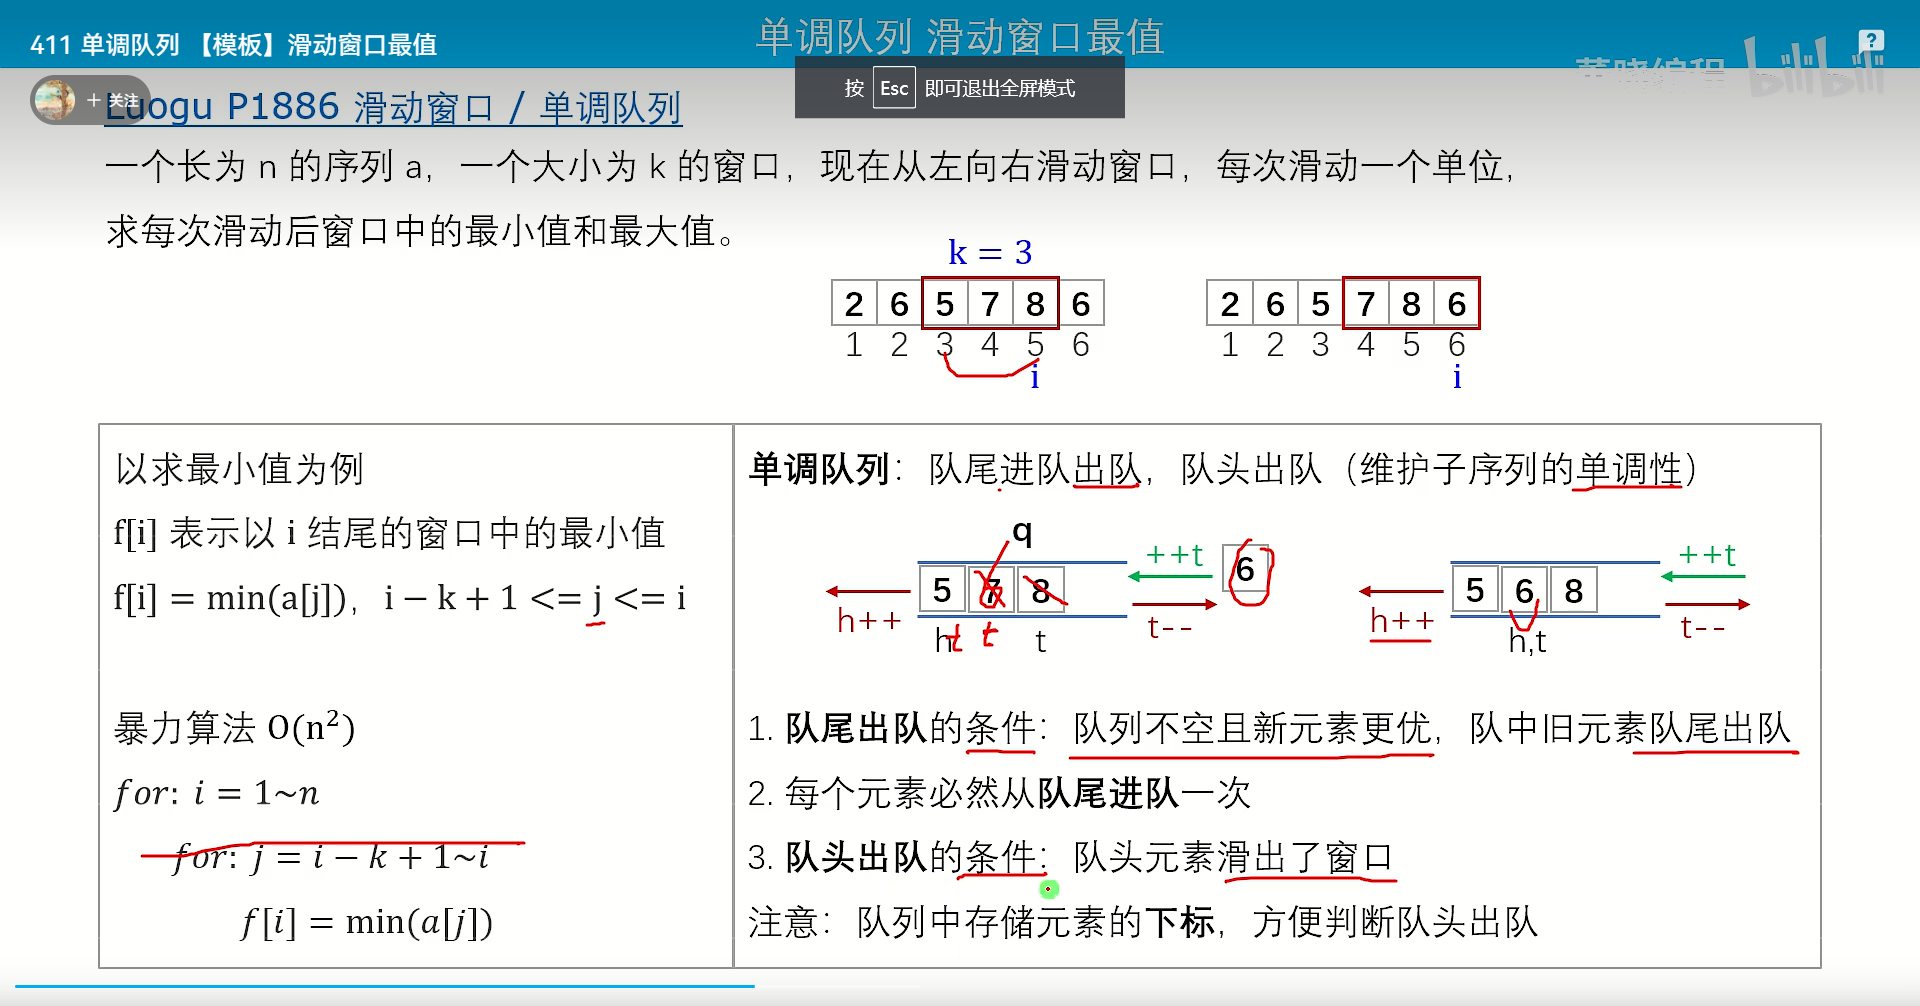 单调队列 滑动窗口最值
411 单调队列 【模板】滑动窗口最值
?
董晓编程 bilibili
按 Esc 即可退出全屏模式
+ 关注
Luogu P1886 滑动窗口 / 单调队列
一个长为 n 的序列 a，一个大小为 k 的窗口，现在从左向右滑动窗口，每次滑动一个单位，
求每次滑动后窗口中的最小值和最大值。
k = 3
2 6 5 7 8 6
1 2 3 4 5 6
i
2 6 5 7 8 6
1 2 3 4 5 6
i
以求最小值为例
f[i] 表示以 i 结尾的窗口中的最小值
f[i] = min(a[j])，i − k + 1 <= j <= i
暴力算法 O(n²)
for: i = 1~n
for: j = i − k + 1~i
f[i] = min(a[j])
单调队列：队尾进队出队，队头出队（维护子序列的单调性）
q
++t
6
5 7 8
h++
t--
h t t t
++t
5 6 8
h++
t--
h,t
1. 队尾出队的条件：队列不空且新元素更优，队中旧元素队尾出队
2. 每个元素必然从队尾进队一次
3. 队头出队的条件：队头元素滑出了窗口
注意：队列中存储元素的下标，方便判断队头出队